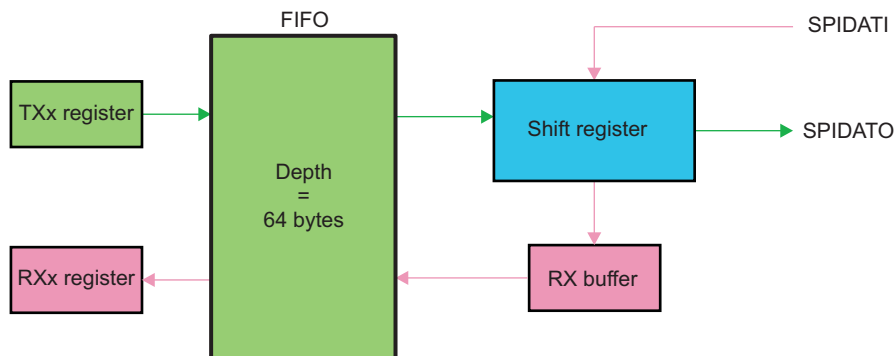 FIFO
SPIDATI
TXx register
Shift register
SPIDATO
Depth
=
64 bytes
RXx register
RX buffer